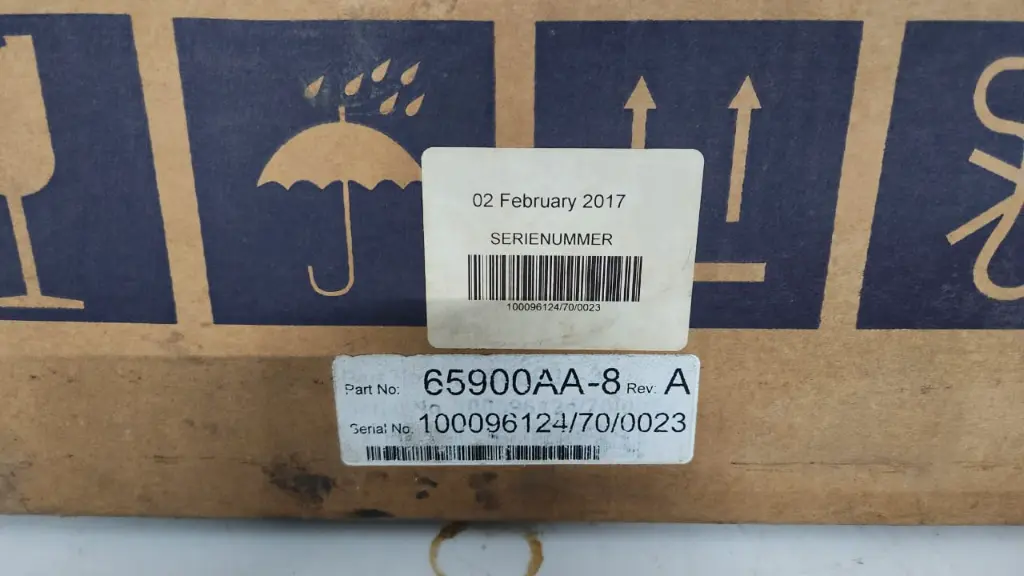 02 February 2017
SERIENUMMER
100096124/70/0023
Part No: 65900AA-8 Rev: A
Serial No: 100096124/70/0023